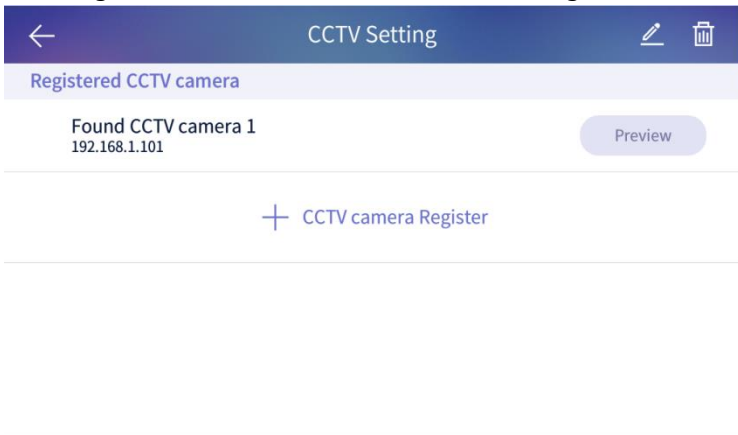 CCTV Setting
Registered CCTV camera
Found CCTV camera 1
192.168.1.101
Preview
CCTV camera Register